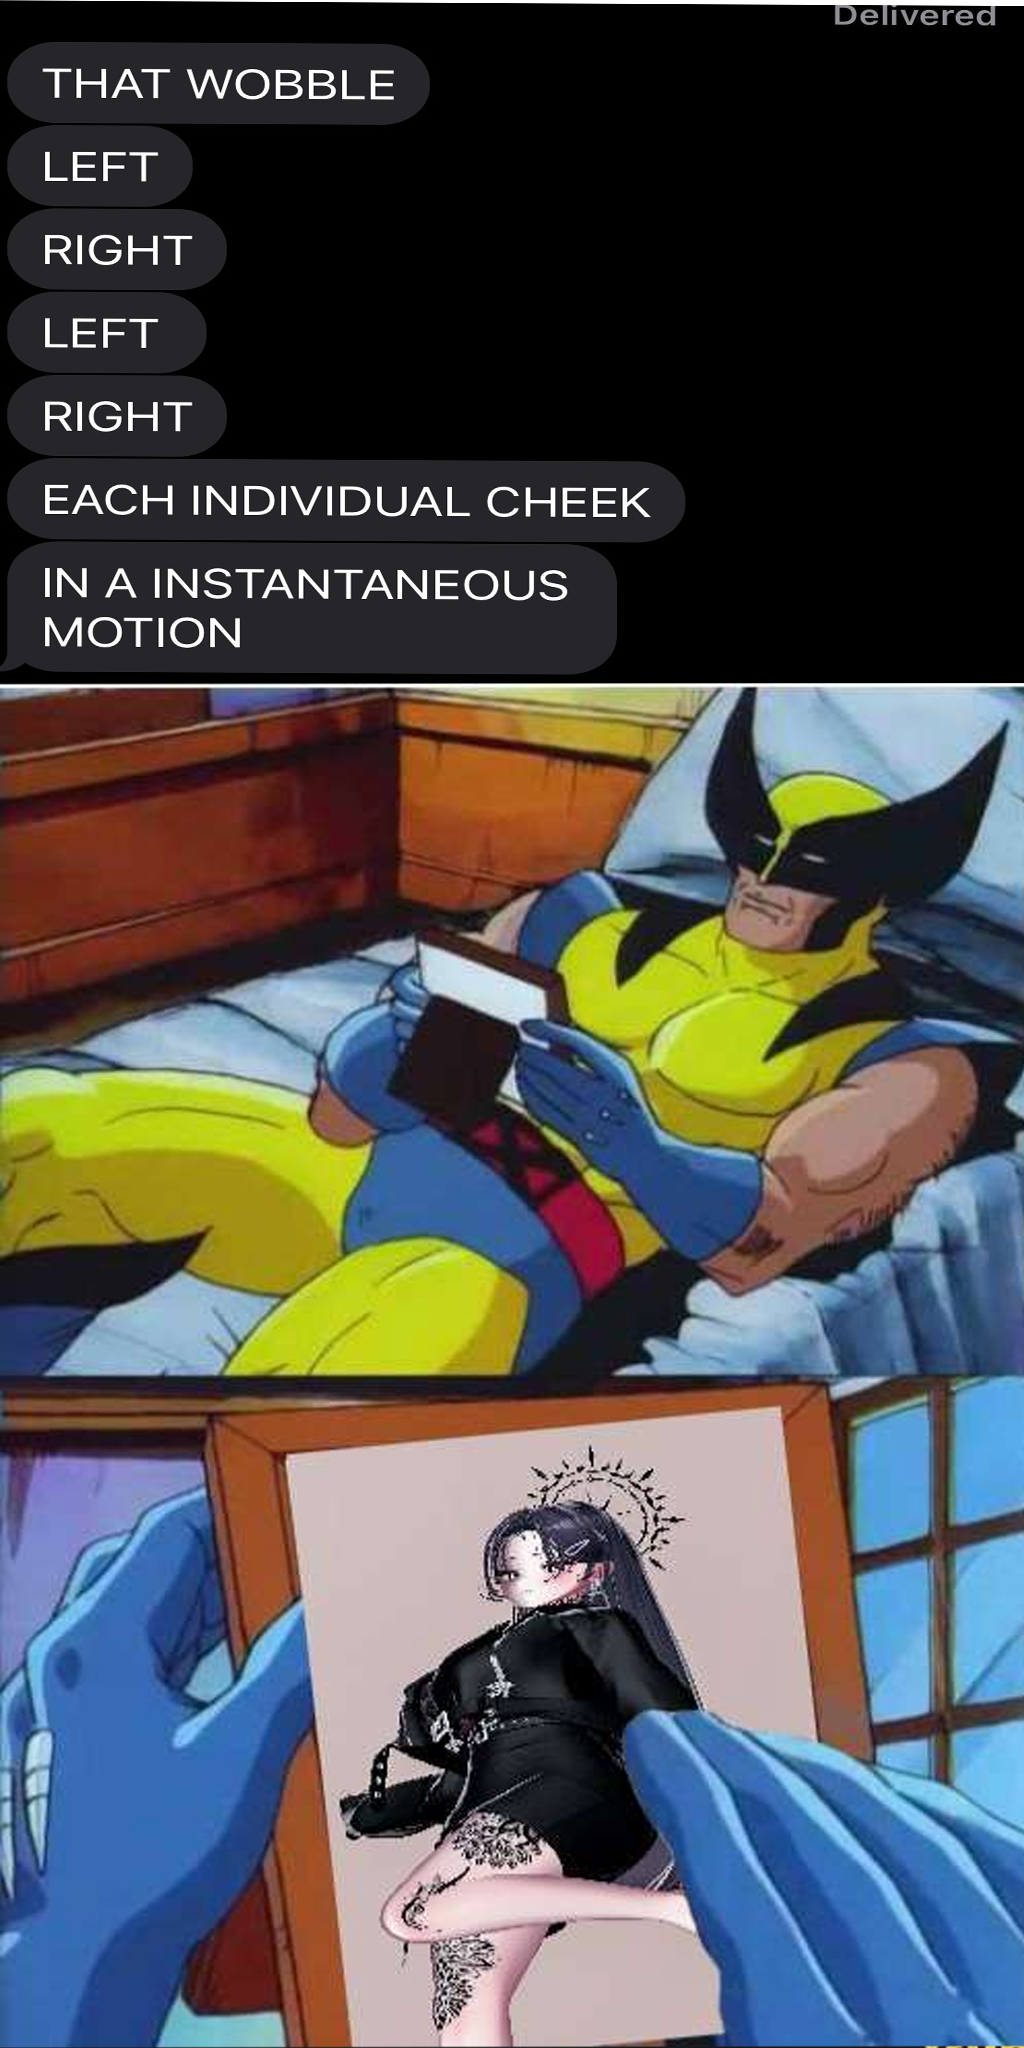 Delivered
THAT WOBBLE
LEFT
RIGHT
LEFT
RIGHT
EACH INDIVIDUAL CHEEK
IN A INSTANTANEOUS
MOTION